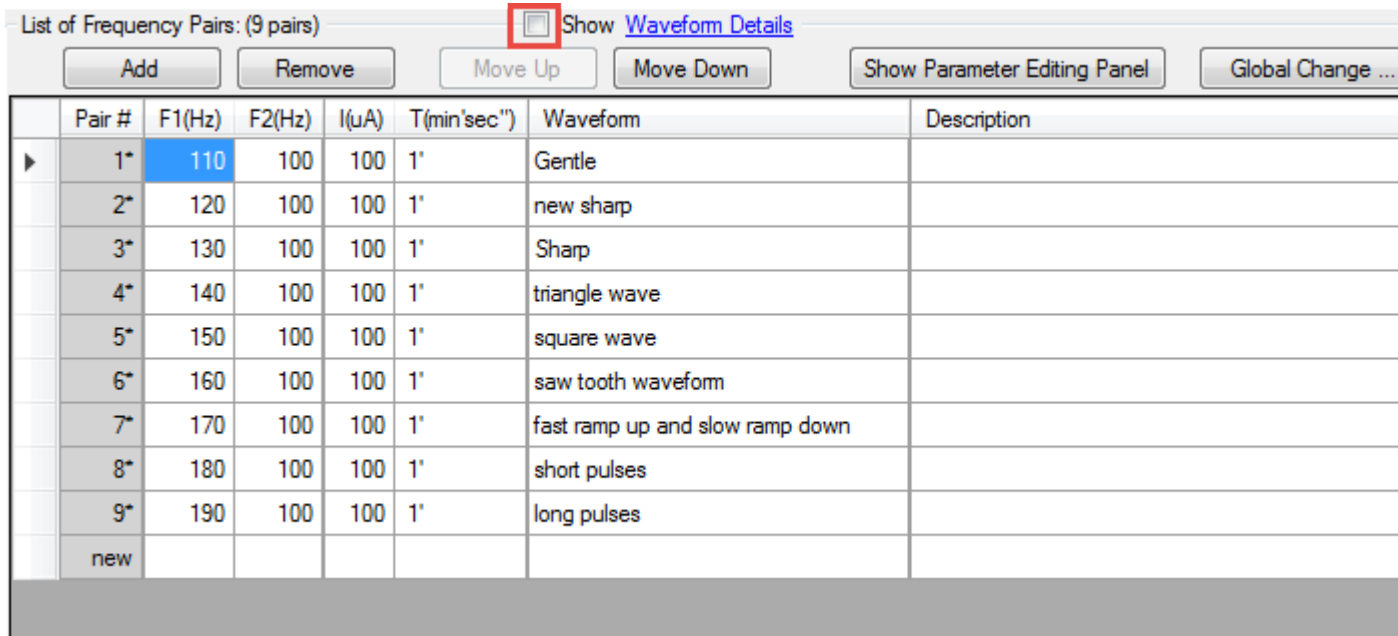 List of Frequency Pairs: (9 pairs) Show Waveform Details
Add Remove Move Up Move Down Show Parameter Editing Panel Global Change ...
Pair # F1(Hz) F2(Hz) I(uA) T(min'sec") Waveform Description
1* 110 100 100 1' Gentle
2* 120 100 100 1' new sharp
3* 130 100 100 1' Sharp
4* 140 100 100 1' triangle wave
5* 150 100 100 1' square wave
6* 160 100 100 1' saw tooth waveform
7* 170 100 100 1' fast ramp up and slow ramp down
8* 180 100 100 1' short pulses
9* 190 100 100 1' long pulses
new